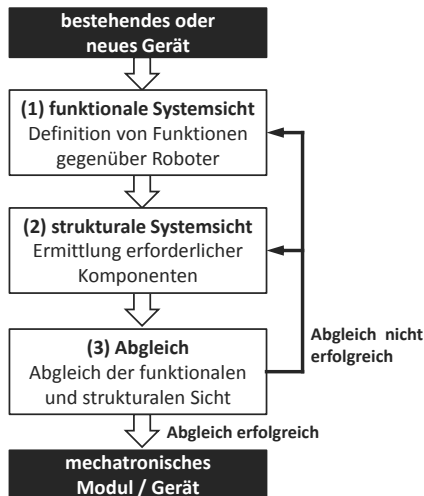 bestehendes oder
neues Gerät
(1) funktionale Systemsicht
Definition von Funktionen
gegenüber Roboter
(2) strukturale Systemsicht
Ermittlung erforderlicher
Komponenten
Abgleich nicht
erfolgreich
(3) Abgleich
Abgleich der funktionalen
und strukturalen Sicht
Abgleich erfolgreich
mechatronisches
Modul / Gerät